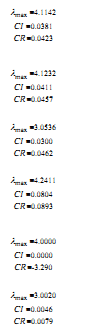 λmax =4.1142
CI =0.0381
CR=0.0423
λmax =4.1232
CI =0.0411
CR=0.0457
λmax =3.0536
CI =0.0300
CR=0.0462
λmax =4.2411
CI =0.0804
CR=0.0893
λmax =4.0000
CI =0.0000
CR=-3.290
λmax =3.0020
CI =0.0046
CR=0.0079